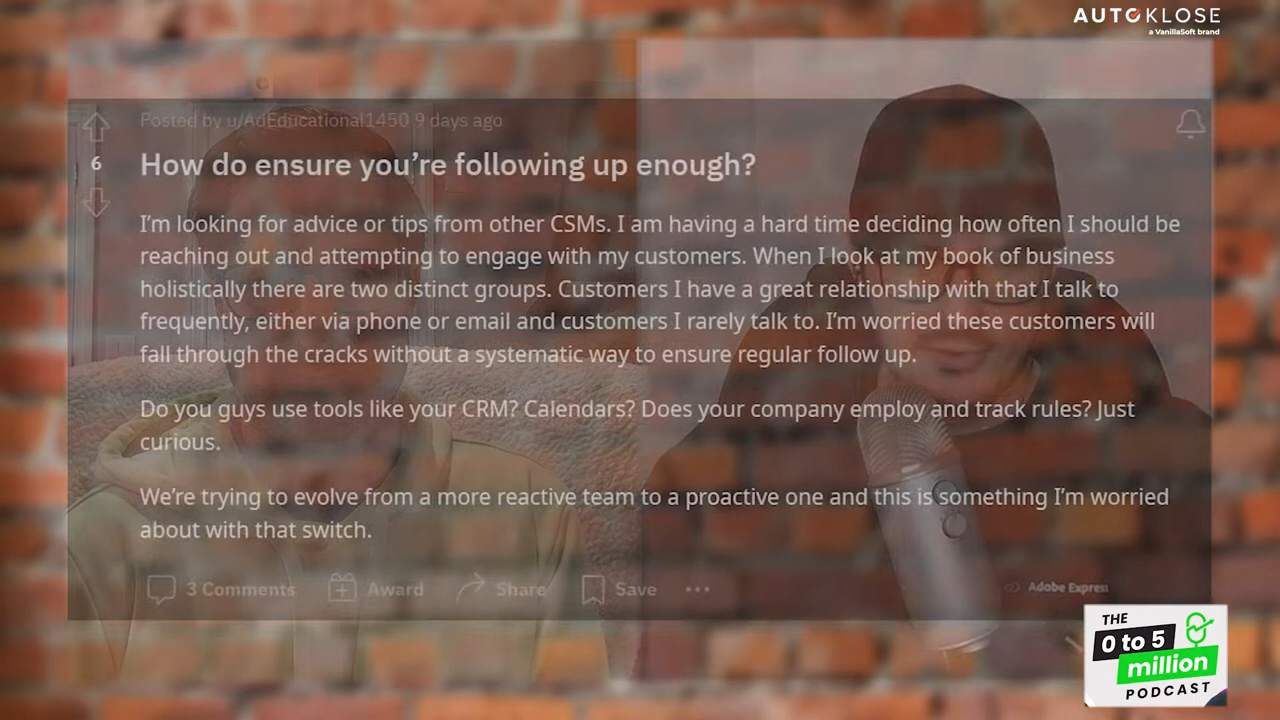 AUTOKLOSE
a VanillaSoft brand
Posted by u/AdEducational1450 9 days ago
6
How do ensure you’re following up enough?
I’m looking for advice or tips from other CSMs. I am having a hard time deciding how often I should be
reaching out and attempting to engage with my customers. When I look at my book of business
holistically there are two distinct groups. Customers I have a great relationship with that I talk to
frequently, either via phone or email and customers I rarely talk to. I’m worried these customers will
fall through the cracks without a systematic way to ensure regular follow up.
Do you guys use tools like your CRM? Calendars? Does your company employ and track rules? Just
curious.
We’re trying to evolve from a more reactive team to a proactive one and this is something I’m worried
about with that switch.
3 Comments Award Share Save
Adobe Express
THE
0 to 5
million
PODCAST